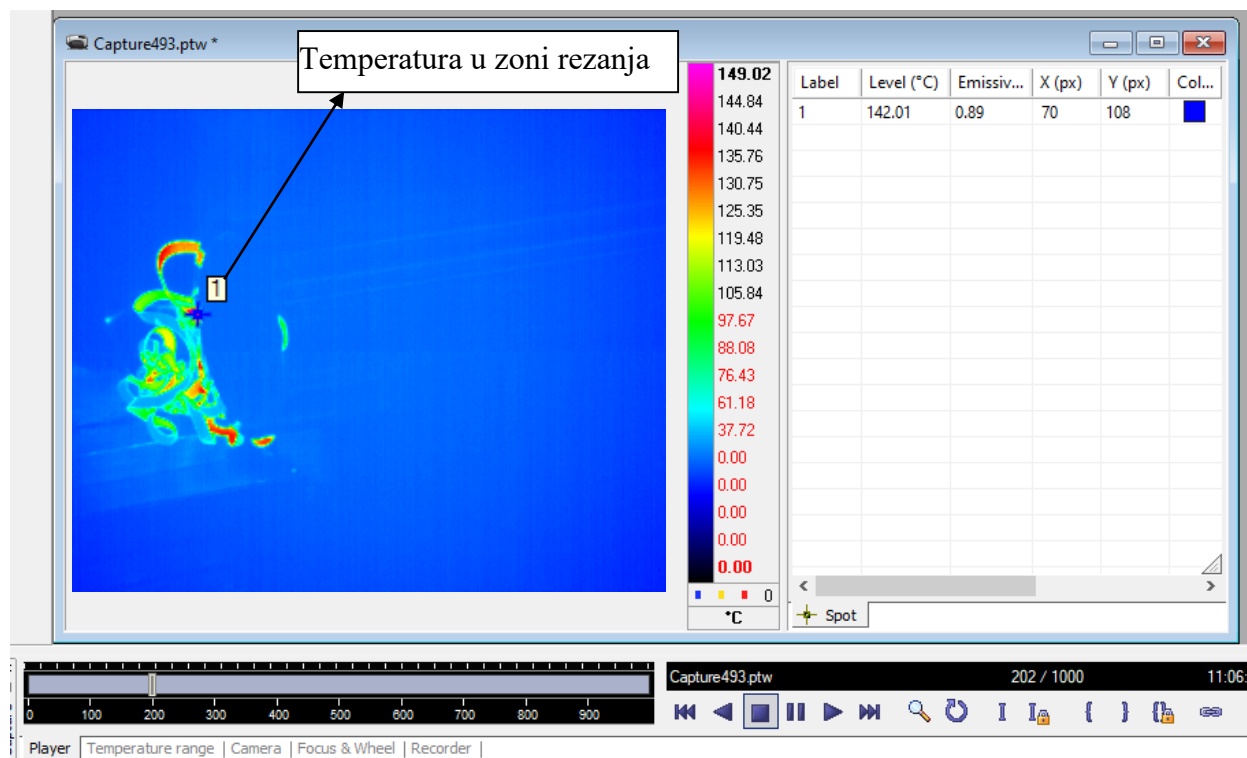 Capture493.ptw *
Temperatura u zoni rezanja
1
149.02
144.84
140.44
135.76
130.75
125.35
119.48
113.03
105.84
97.67
88.08
76.43
61.18
37.72
0.00
0.00
0.00
0.00
0.00
0
°C
Label Level (°C) Emissiv... X (px) Y (px) Col...
1 142.01 0.89 70 108
Spot
0 100 200 300 400 500 600 700 800 900
Capture493.ptw 202 / 1000 11:06:
Player Temperature range Camera Focus & Wheel Recorder